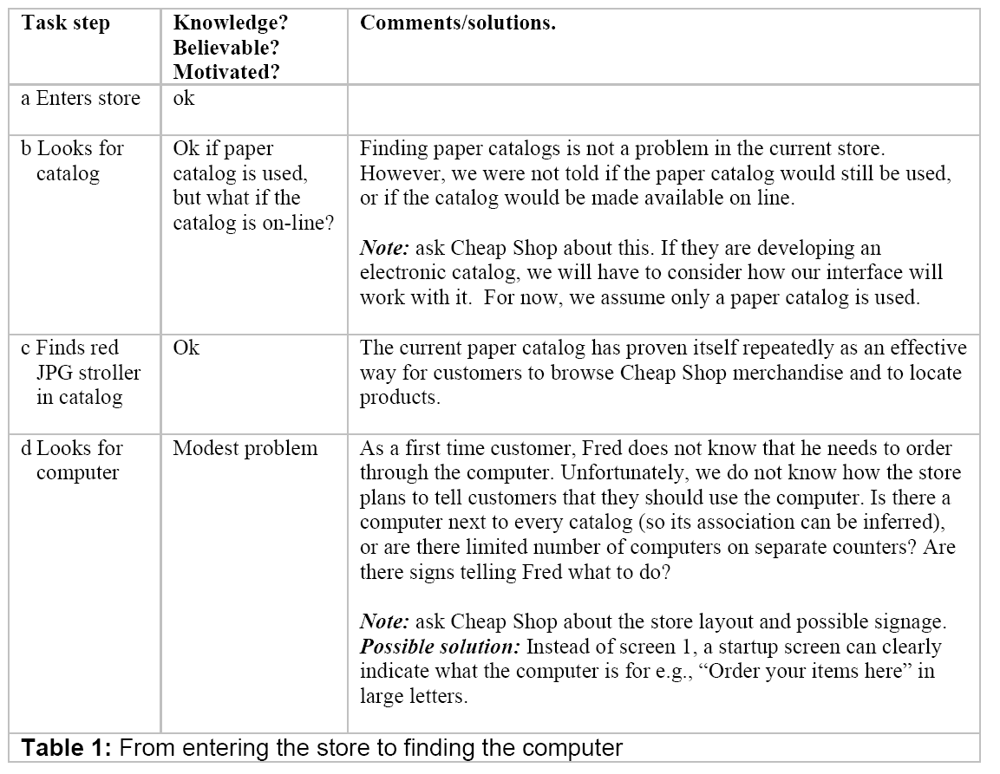 Task step
Knowledge?
Believable?
Motivated?
Comments/solutions.
a Enters store
ok
b Looks for
catalog
Ok if paper
catalog is used,
but what if the
catalog is on-line?
Finding paper catalogs is not a problem in the current store.
However, we were not told if the paper catalog would still be used,
or if the catalog would be made available on line.
Note: ask Cheap Shop about this. If they are developing an
electronic catalog, we will have to consider how our interface will
work with it.  For now, we assume only a paper catalog is used.
c Finds red
JPG stroller
in catalog
Ok
The current paper catalog has proven itself repeatedly as an effective
way for customers to browse Cheap Shop merchandise and to locate
products.
d Looks for
computer
Modest problem
As a first time customer, Fred does not know that he needs to order
through the computer. Unfortunately, we do not know how the store
plans to tell customers that they should use the computer. Is there a
computer next to every catalog (so its association can be inferred),
or are there limited number of computers on separate counters? Are
there signs telling Fred what to do?
Note: ask Cheap Shop about the store layout and possible signage.
Possible solution: Instead of screen 1, a startup screen can clearly
indicate what the computer is for e.g., “Order your items here” in
large letters.
Table 1: From entering the store to finding the computer